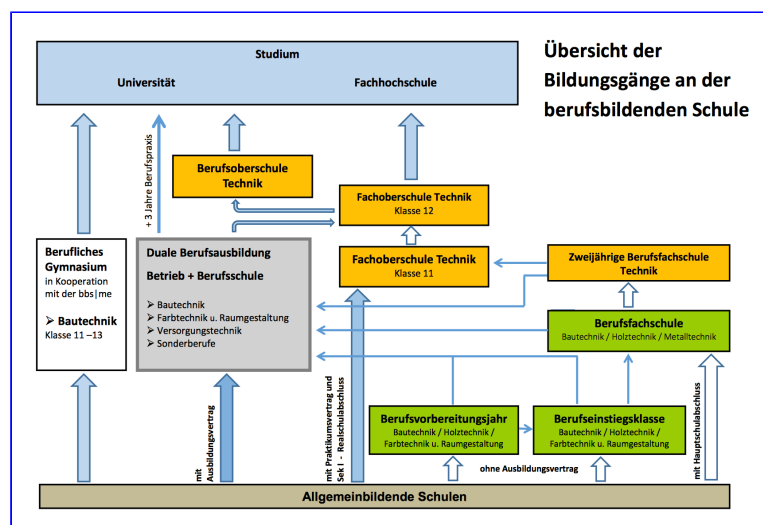 Übersicht der
Bildungsgänge an der
berufsbildenden Schule
Studium
Universität
Fachhochschule
+ 3 Jahre Berufspraxis
Berufsoberschule
Technik
Fachoberschule Technik
Klasse 12
Berufliches
Gymnasium
in Kooperation
mit der bbs|me
➢ Bautechnik
Klasse 11 –13
Duale Berufsausbildung
Betrieb + Berufsschule
➢ Bautechnik
➢ Farbtechnik u. Raumgestaltung
➢ Versorgungstechnik
➢ Sonderberufe
Fachoberschule Technik
Klasse 11
Zweijährige Berufsfachschule
Technik
Berufsfachschule
Bautechnik / Holztechnik / Metalltechnik
mit
Ausbildungsvertrag
mit Praktikumsvertrag und
Sek I - Realschulabschluss
Berufsvorbereitungsjahr
Bautechnik / Holztechnik /
Farbtechnik u. Raumgestaltung
Berufseinstiegsklasse
Bautechnik / Holztechnik /
Farbtechnik u. Raumgestaltung
mit Hauptschulabschluss
ohne Ausbildungsvertrag
Allgemeinbildende Schulen